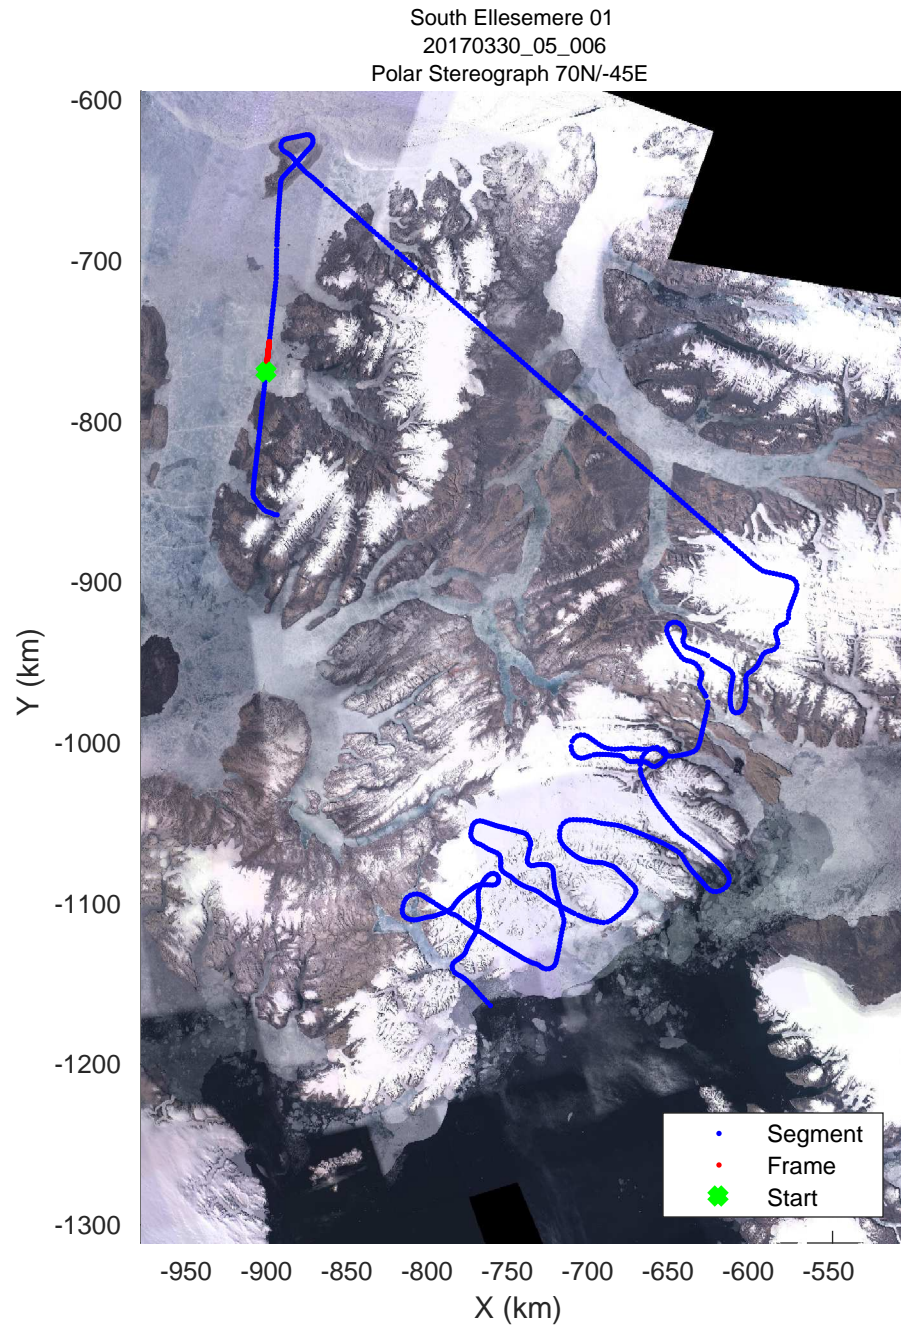 South Ellesemere 01
20170330_05_006
Polar Stereograph 70N/-45E
-600
-700
-800
-900
-1000
-1100
-1200
-1300
Y (km)
Segment
Frame
Start
-950 -900 -850 -800 -750 -700 -650 -600 -550
X (km)